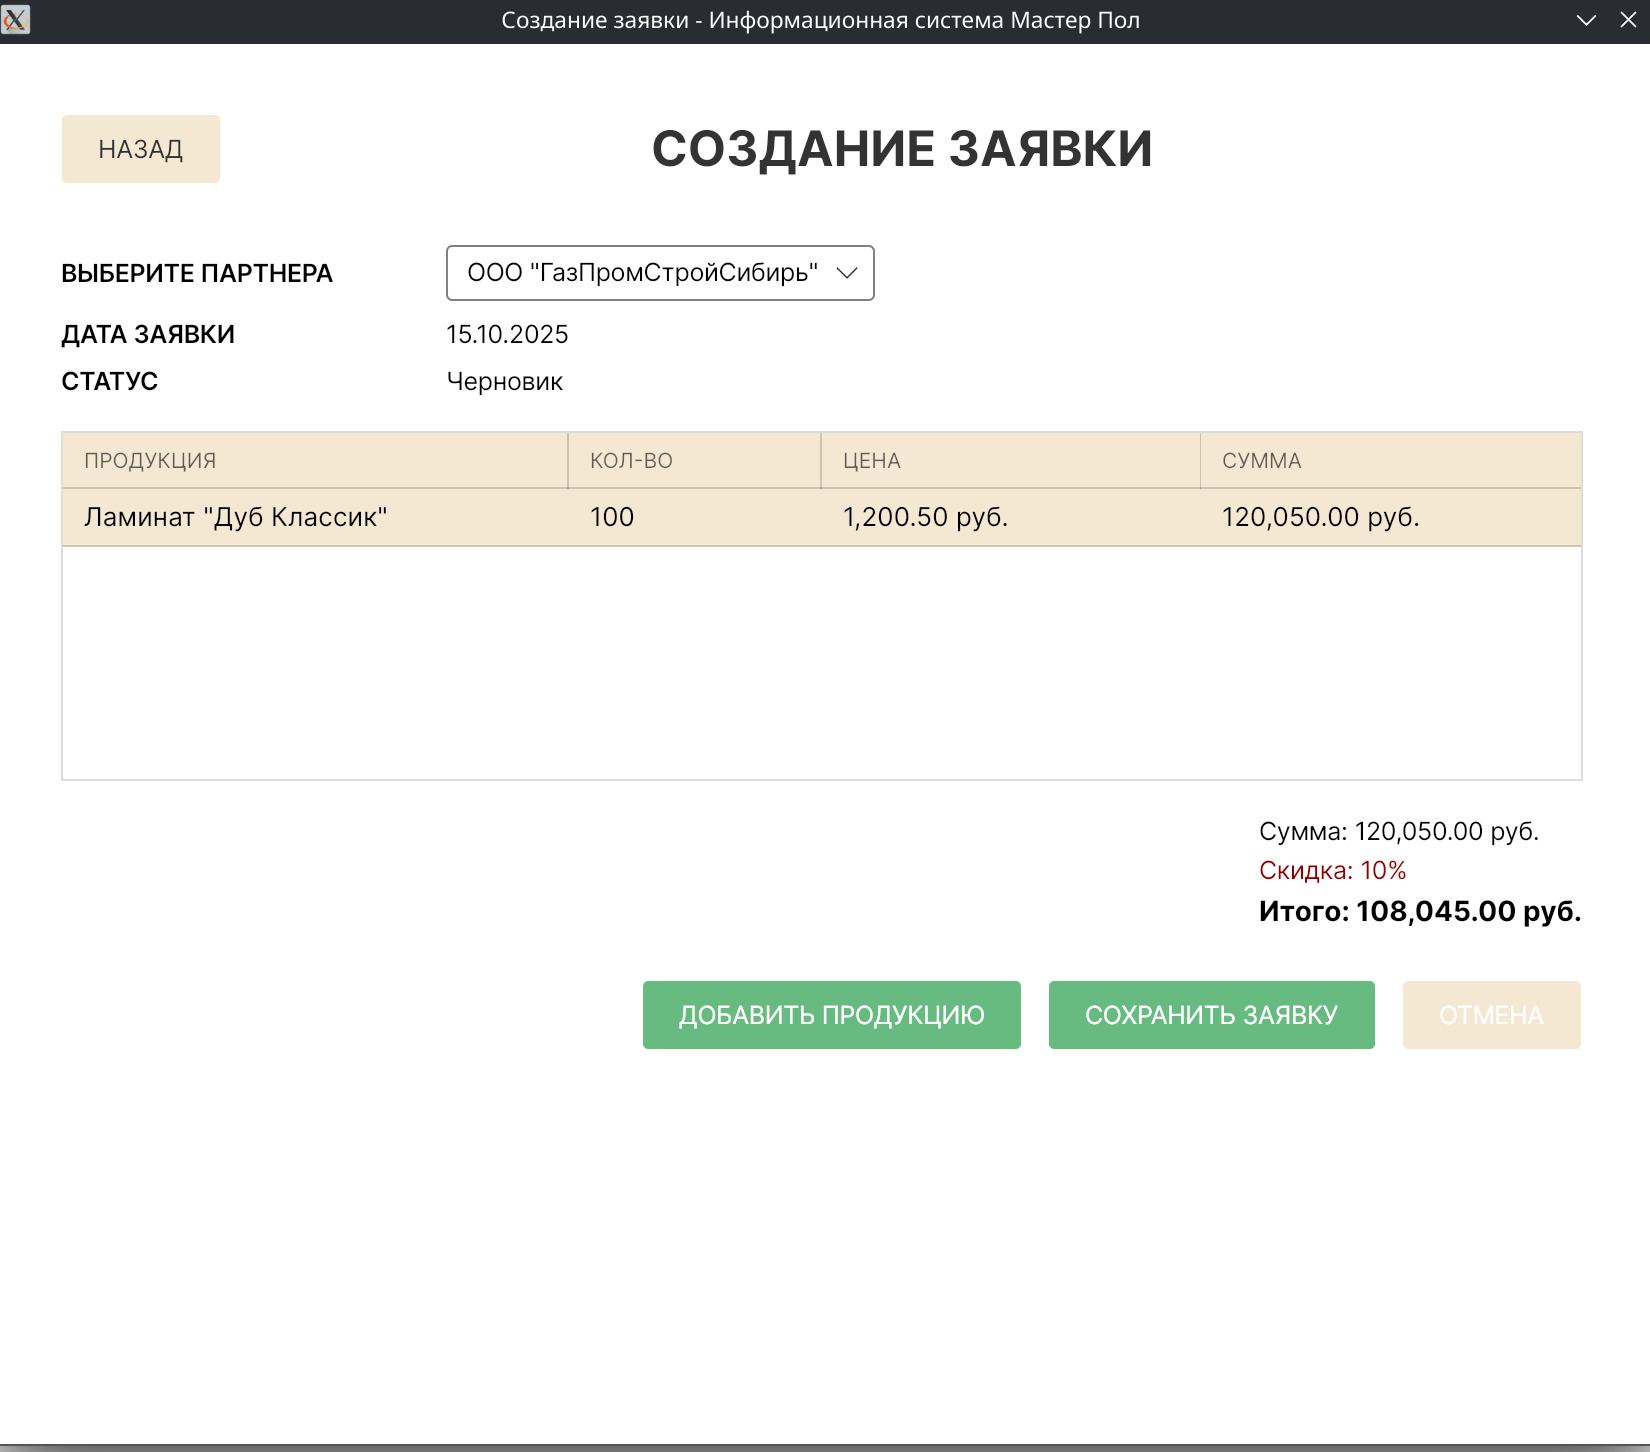 Создание заявки - Информационная система Мастер Пол
НАЗАД
СОЗДАНИЕ ЗАЯВКИ
ВЫБЕРИТЕ ПАРТНЕРА ООО "ГазПромСтройСибирь"
ДАТА ЗАЯВКИ 15.10.2025
СТАТУС Черновик
ПРОДУКЦИЯ КОЛ-ВО ЦЕНА СУММА
Ламинат "Дуб Классик" 100 1,200.50 руб. 120,050.00 руб.
Сумма: 120,050.00 руб.
Скидка: 10%
Итого: 108,045.00 руб.
ДОБАВИТЬ ПРОДУКЦИЮ СОХРАНИТЬ ЗАЯВКУ ОТМЕНА